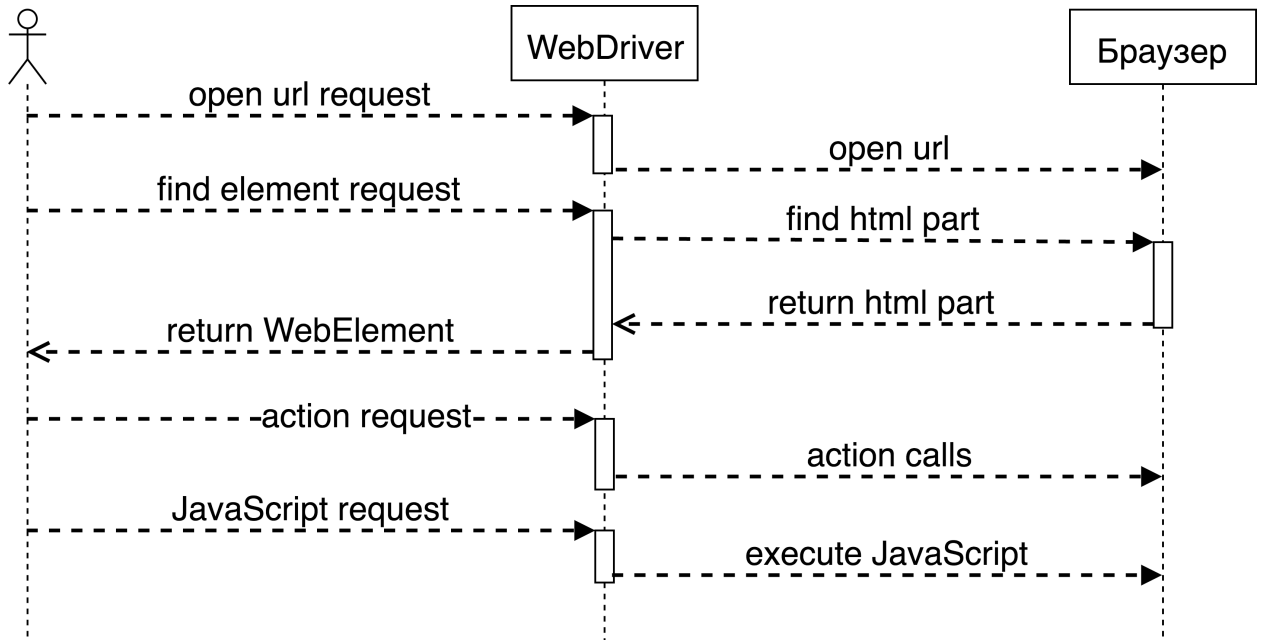 WebDriver
Браузер
open url request
open url
find element request
find html part
return html part
return WebElement
action request
action calls
JavaScript request
execute JavaScript